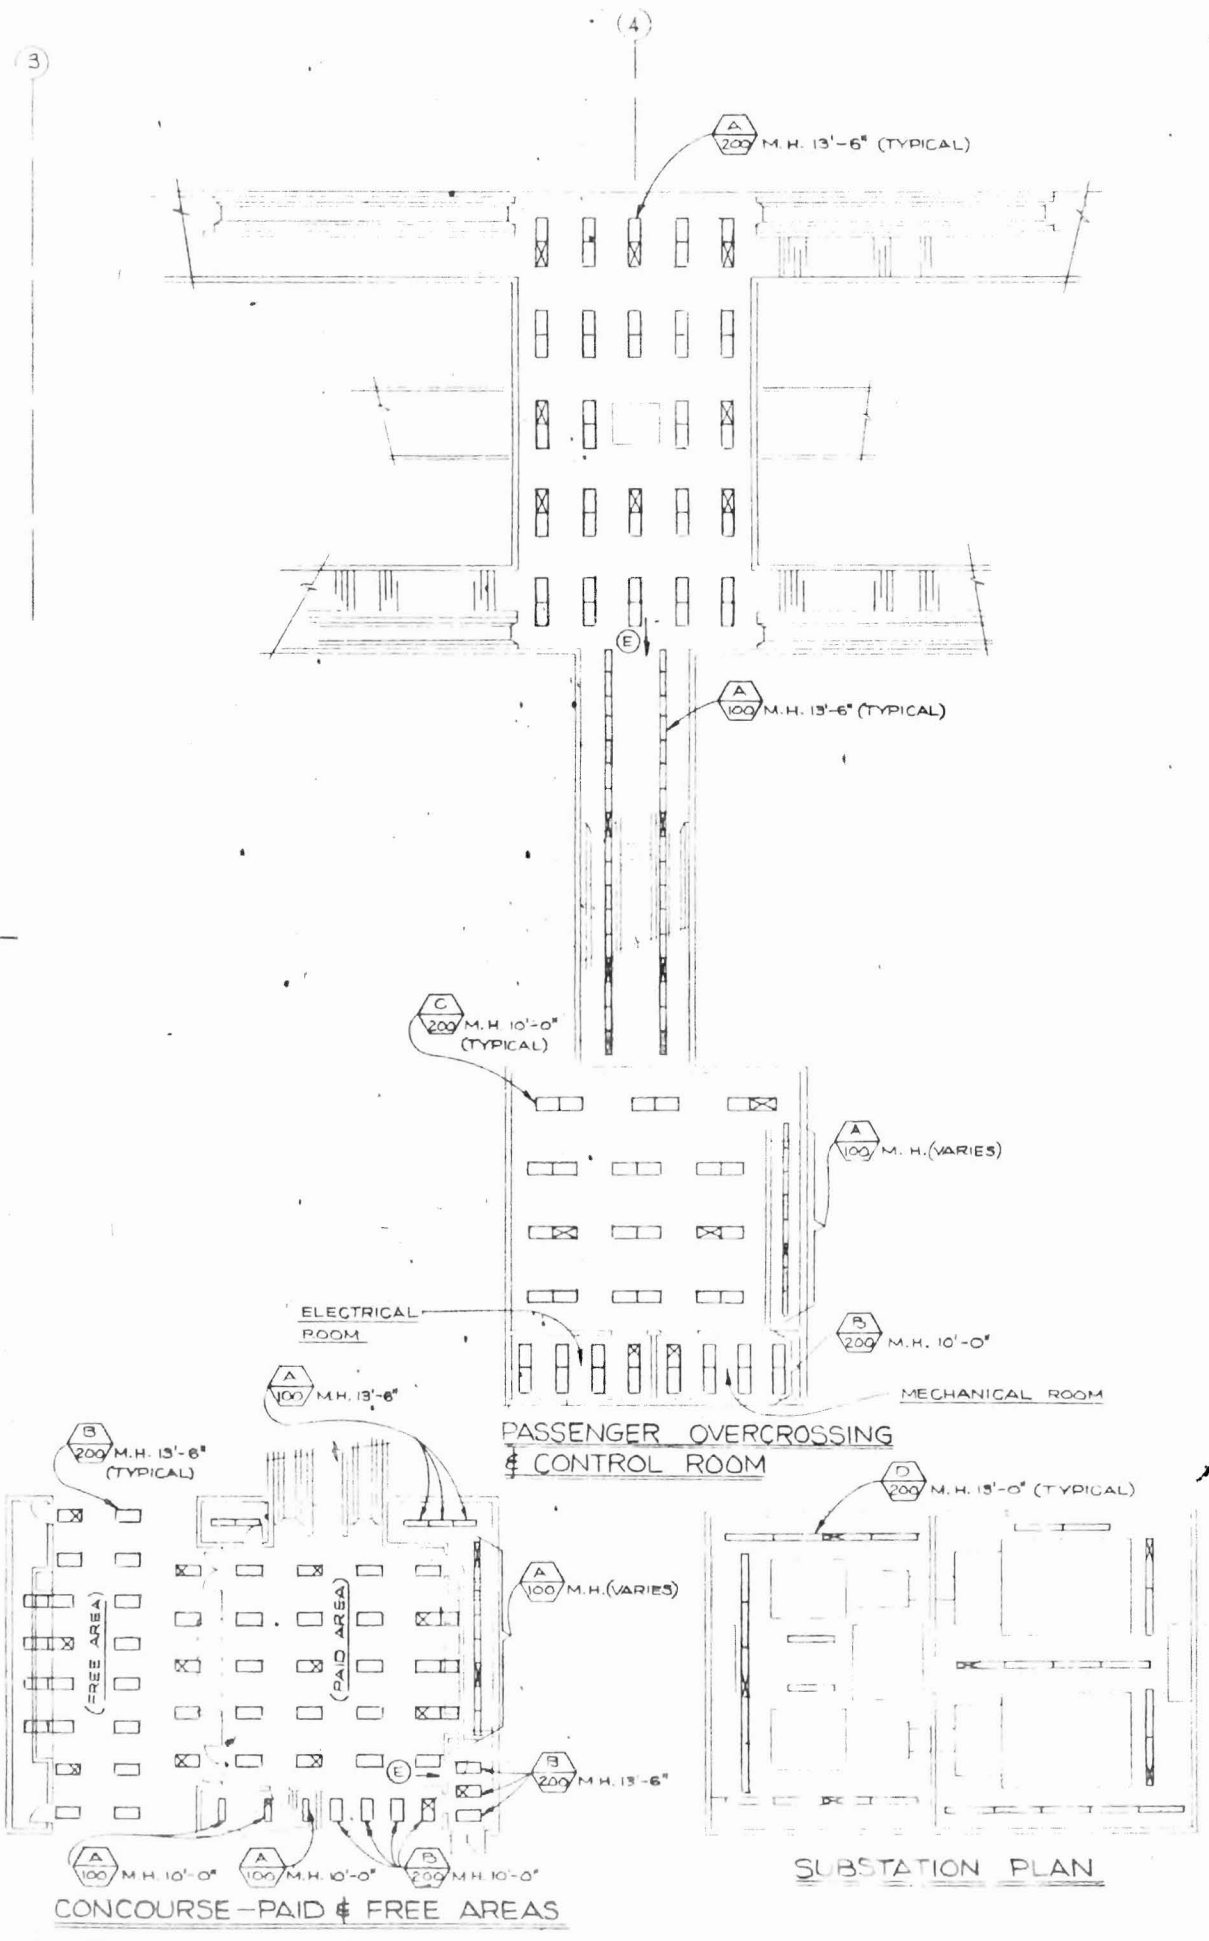 3
4
A
200 M.H. 13'-6" (TYPICAL)
E
A
100 M.H. 13'-6" (TYPICAL)
C
200 M.H. 10'-0"
(TYPICAL)
A
100 M.H. (VARIES)
ELECTRICAL
ROOM
B
200 M.H. 10'-0"
MECHANICAL ROOM
PASSENGER OVERCROSSING
& CONTROL ROOM
A
100 M.H. 13'-6"
B
200 M.H. 13'-6"
(TYPICAL)
D
200 M.H. 13'-0" (TYPICAL)
A
100 M.H. (VARIES)
(FREE AREA)
(PAID AREA)
E
B
200 M.H. 13'-6"
A
100 M.H. 10'-0"
A
100 M.H. 10'-0"
B
200 M.H. 10'-0"
CONCOURSE-PAID & FREE AREAS
SUBSTATION PLAN